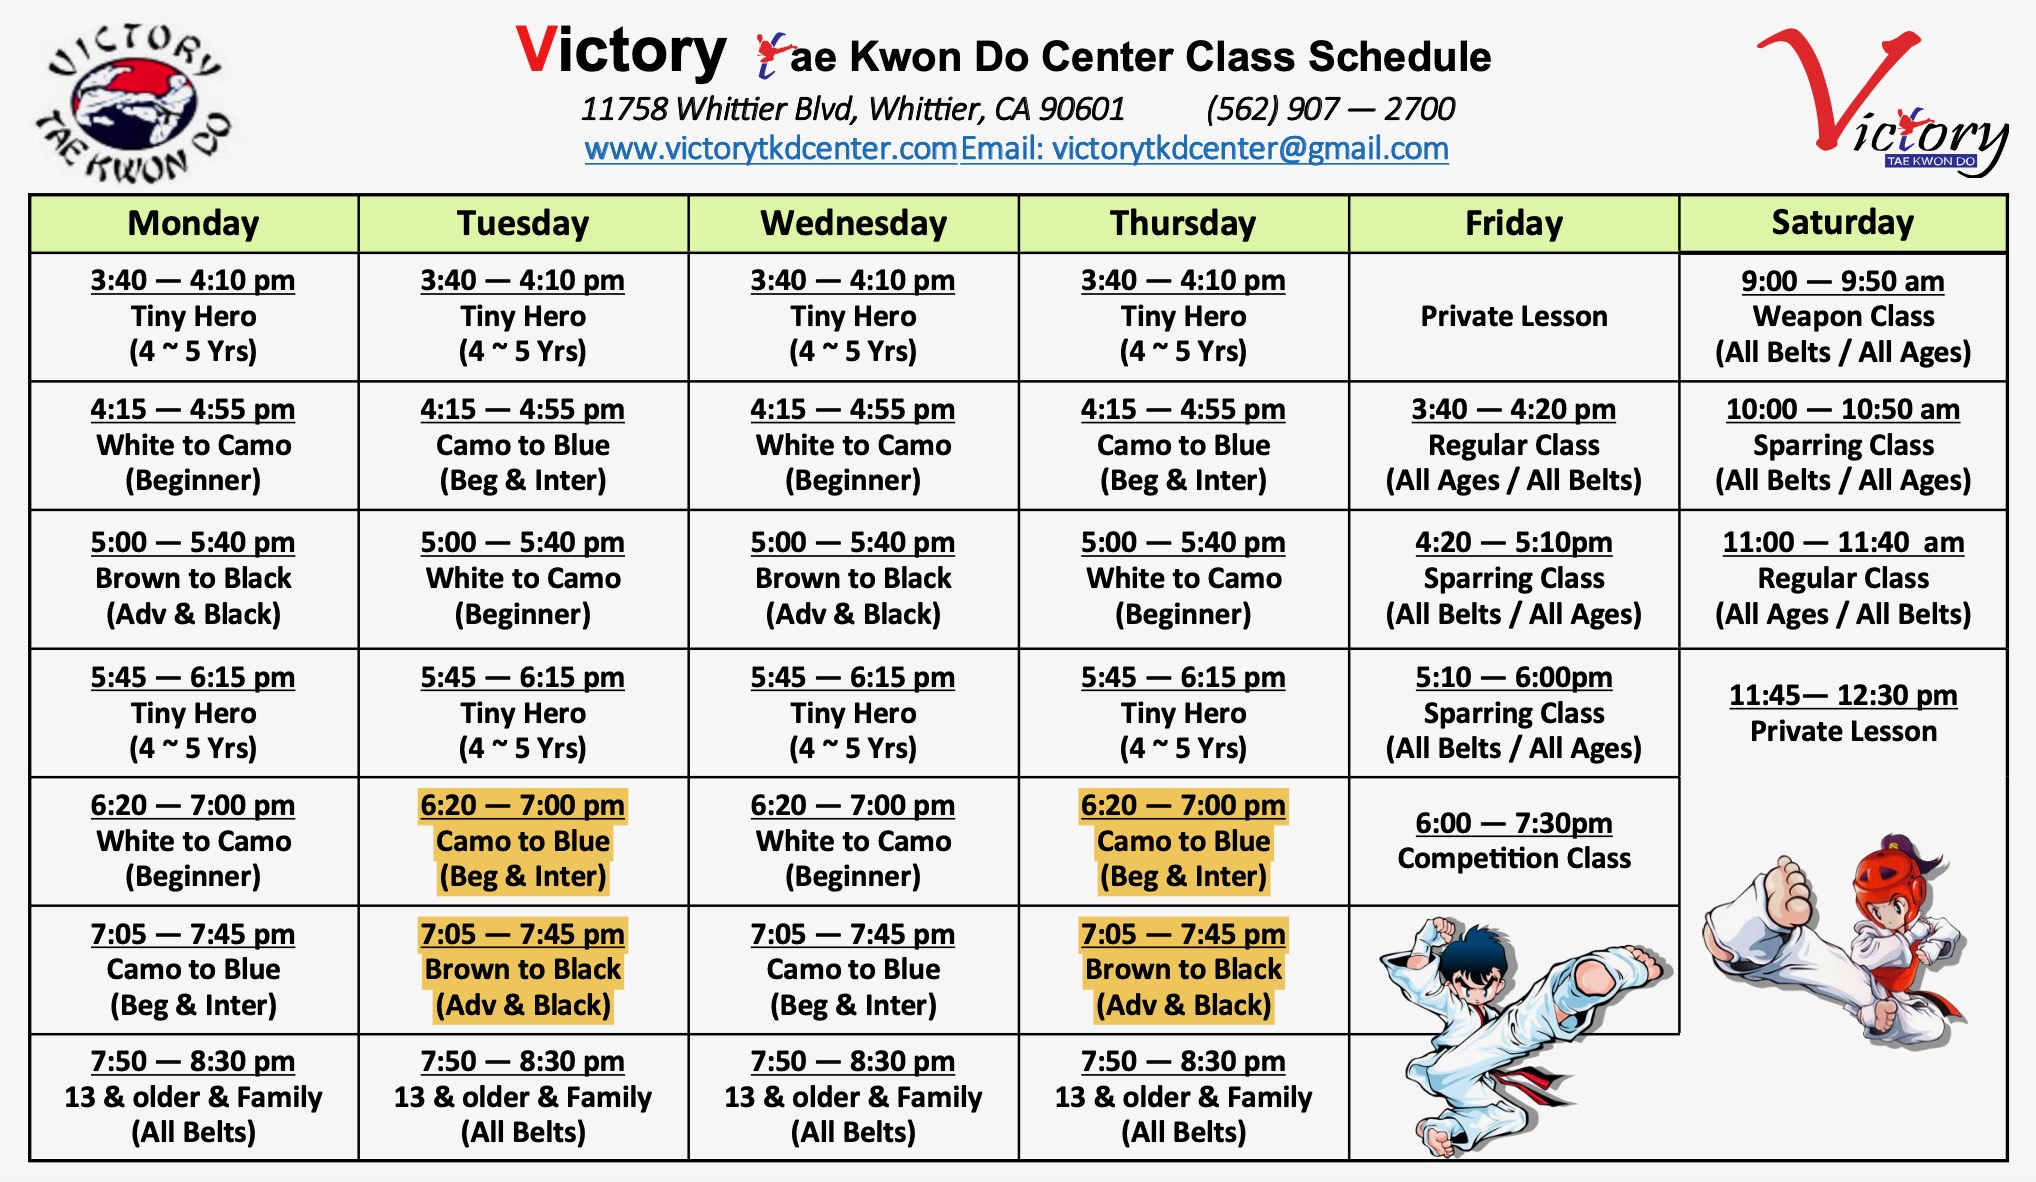 VICTORY
TAE KWON DO
Victory Tae Kwon Do Center Class Schedule
11758 Whittier Blvd, Whittier, CA 90601 (562) 907 — 2700
www.victorytkdcenter.com Email: victorytkdcenter@gmail.com
Victory
TAE KWON DO
Monday Tuesday Wednesday Thursday Friday Saturday
3:40 — 4:10 pm
Tiny Hero
(4 ~ 5 Yrs)
3:40 — 4:10 pm
Tiny Hero
(4 ~ 5 Yrs)
3:40 — 4:10 pm
Tiny Hero
(4 ~ 5 Yrs)
3:40 — 4:10 pm
Tiny Hero
(4 ~ 5 Yrs)
Private Lesson
9:00 — 9:50 am
Weapon Class
(All Belts / All Ages)
4:15 — 4:55 pm
White to Camo
(Beginner)
4:15 — 4:55 pm
Camo to Blue
(Beg & Inter)
4:15 — 4:55 pm
White to Camo
(Beginner)
4:15 — 4:55 pm
Camo to Blue
(Beg & Inter)
3:40 — 4:20 pm
Regular Class
(All Ages / All Belts)
10:00 — 10:50 am
Sparring Class
(All Belts / All Ages)
5:00 — 5:40 pm
Brown to Black
(Adv & Black)
5:00 — 5:40 pm
White to Camo
(Beginner)
5:00 — 5:40 pm
Brown to Black
(Adv & Black)
5:00 — 5:40 pm
White to Camo
(Beginner)
4:20 — 5:10pm
Sparring Class
(All Belts / All Ages)
11:00 — 11:40 am
Regular Class
(All Ages / All Belts)
5:45 — 6:15 pm
Tiny Hero
(4 ~ 5 Yrs)
5:45 — 6:15 pm
Tiny Hero
(4 ~ 5 Yrs)
5:45 — 6:15 pm
Tiny Hero
(4 ~ 5 Yrs)
5:45 — 6:15 pm
Tiny Hero
(4 ~ 5 Yrs)
5:10 — 6:00pm
Sparring Class
(All Belts / All Ages)
11:45— 12:30 pm
Private Lesson
6:20 — 7:00 pm
White to Camo
(Beginner)
6:20 — 7:00 pm
Camo to Blue
(Beg & Inter)
6:20 — 7:00 pm
White to Camo
(Beginner)
6:20 — 7:00 pm
Camo to Blue
(Beg & Inter)
6:00 — 7:30pm
Competition Class
7:05 — 7:45 pm
Camo to Blue
(Beg & Inter)
7:05 — 7:45 pm
Brown to Black
(Adv & Black)
7:05 — 7:45 pm
Camo to Blue
(Beg & Inter)
7:05 — 7:45 pm
Brown to Black
(Adv & Black)
7:50 — 8:30 pm
13 & older & Family
(All Belts)
7:50 — 8:30 pm
13 & older & Family
(All Belts)
7:50 — 8:30 pm
13 & older & Family
(All Belts)
7:50 — 8:30 pm
13 & older & Family
(All Belts)